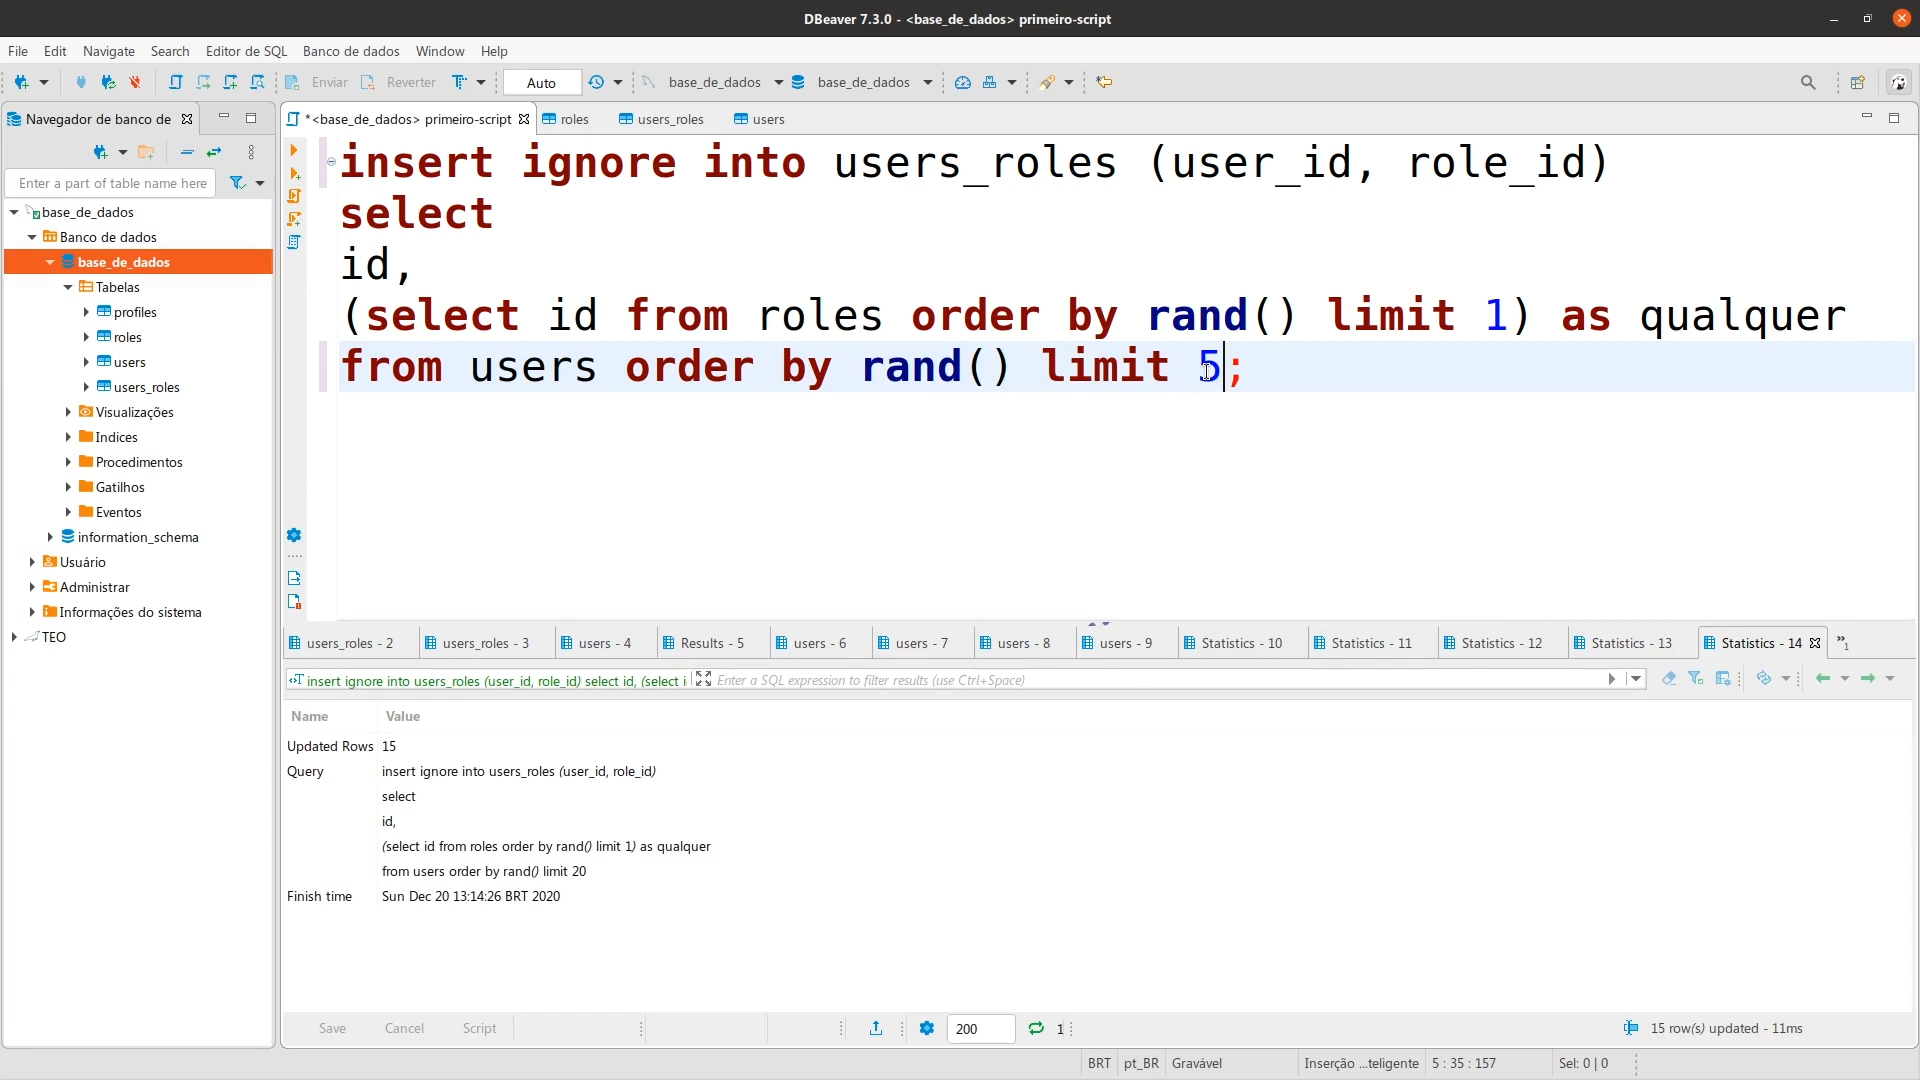 DBeaver 7.3.0 - <base_de_dados> primeiro-script
File Edit Navigate Search Editor de SQL Banco de dados Window Help
Enviar Reverter Auto base_de_dados base_de_dados
Navegador de banco de
*<base_de_dados> primeiro-script roles users_roles users
Enter a part of table name here
base_de_dados
Banco de dados
base_de_dados
Tabelas
profiles
roles
users
users_roles
Visualizações
Indices
Procedimentos
Gatilhos
Eventos
information_schema
Usuário
Administrar
Informações do sistema
TEO
insert ignore into users_roles (user_id, role_id)
select
id,
(select id from roles order by rand() limit 1) as qualquer
from users order by rand() limit 5;
users_roles - 2 users_roles - 3 users - 4 Results - 5 users - 6 users - 7 users - 8 users - 9 Statistics - 10 Statistics - 11 Statistics - 12 Statistics - 13 Statistics - 14 »1
insert ignore into users_roles (user_id, role_id) select id, (select i Enter a SQL expression to filter results (use Ctrl+Space)
Name Value
Updated Rows 15
Query insert ignore into users_roles (user_id, role_id)
select
id,
(select id from roles order by rand() limit 1) as qualquer
from users order by rand() limit 20
Finish time Sun Dec 20 13:14:26 BRT 2020
Save Cancel Script 200 1 15 row(s) updated - 11ms
BRT pt_BR Gravável Inserção ...teligente 5 : 35 : 157 Sel: 0 | 0